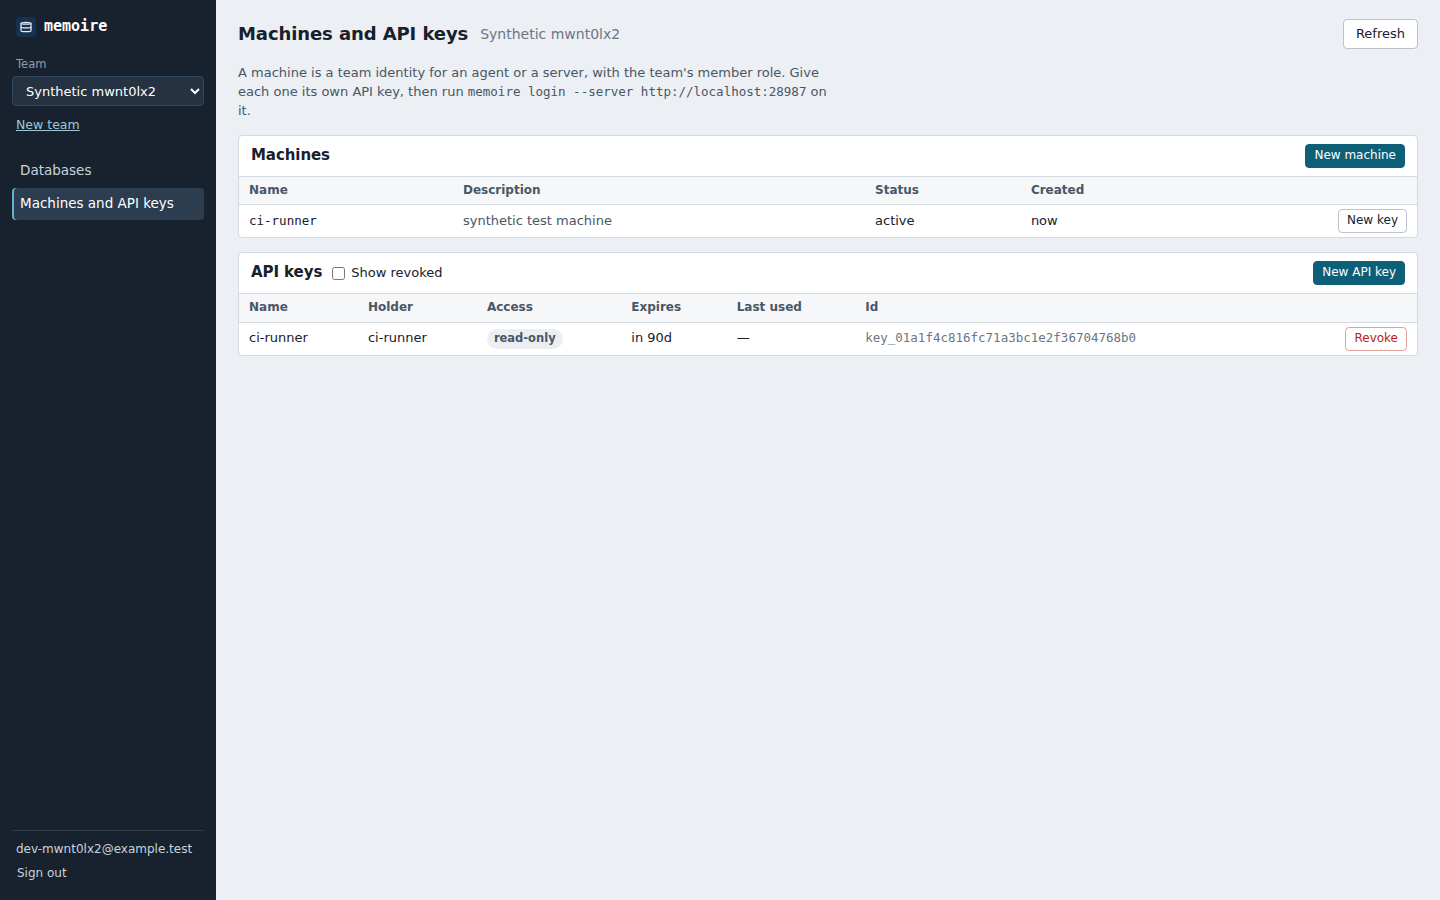 memoire
Team
Synthetic mwnt0lx2
New team
Databases
Machines and API keys
dev-mwnt0lx2@example.test
Sign out
Machines and API keys Synthetic mwnt0lx2
Refresh
A machine is a team identity for an agent or a server, with the team's member role. Give
each one its own API key, then run memoire login --server http://localhost:28987 on
it.
Machines New machine
Name Description Status Created
ci-runner synthetic test machine active now New key
API keys Show revoked New API key
Name Holder Access Expires Last used Id
ci-runner ci-runner read-only in 90d — key_01a1f4c816fc71a3bc1e2f36704768b0 Revoke